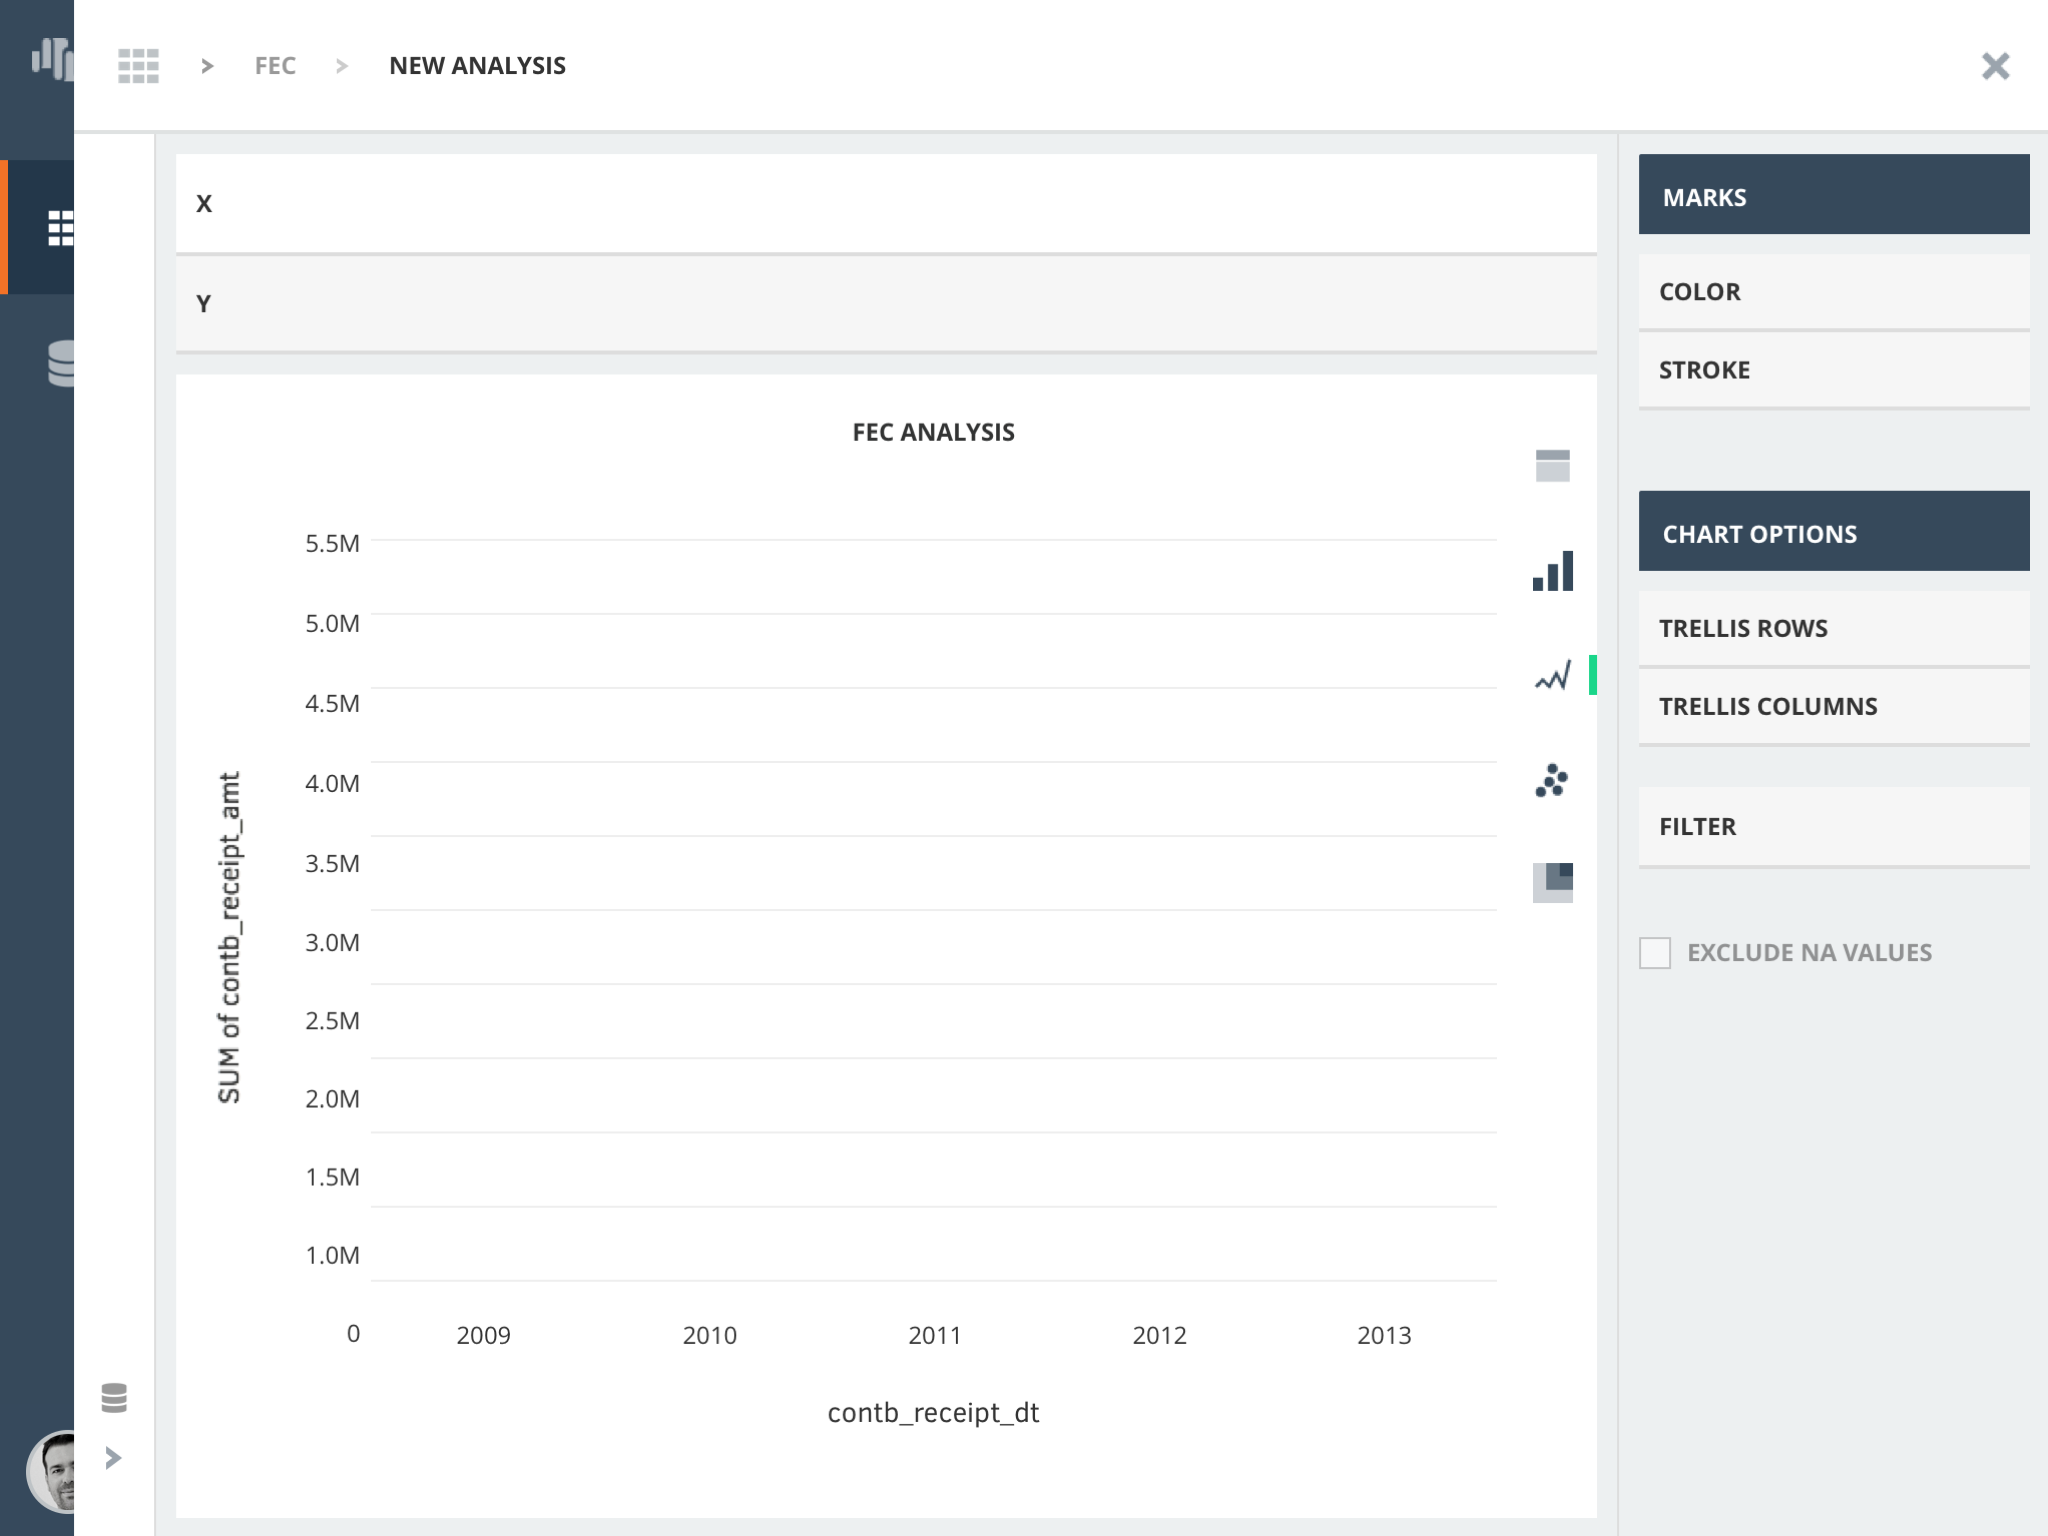 > FEC > NEW ANALYSIS
X
Y
FEC ANALYSIS
5.5M
5.0M
4.5M
4.0M
3.5M
3.0M
2.5M
2.0M
1.5M
1.0M
0
SUM of contb_receipt_amt
2009 2010 2011 2012 2013
contb_receipt_dt
MARKS
COLOR
STROKE
CHART OPTIONS
TRELLIS ROWS
TRELLIS COLUMNS
FILTER
EXCLUDE NA VALUES